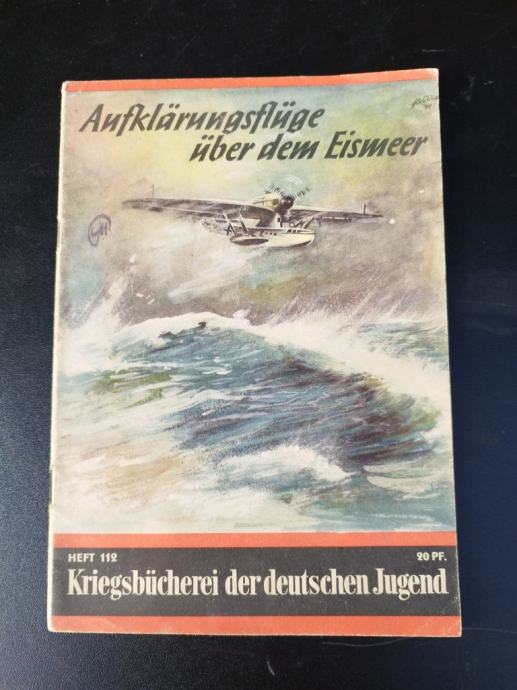 Aufklärungsflüge
über dem Eismeer
HEFT 112
20 PF.
Kriegsbücherei der deutschen Jugend